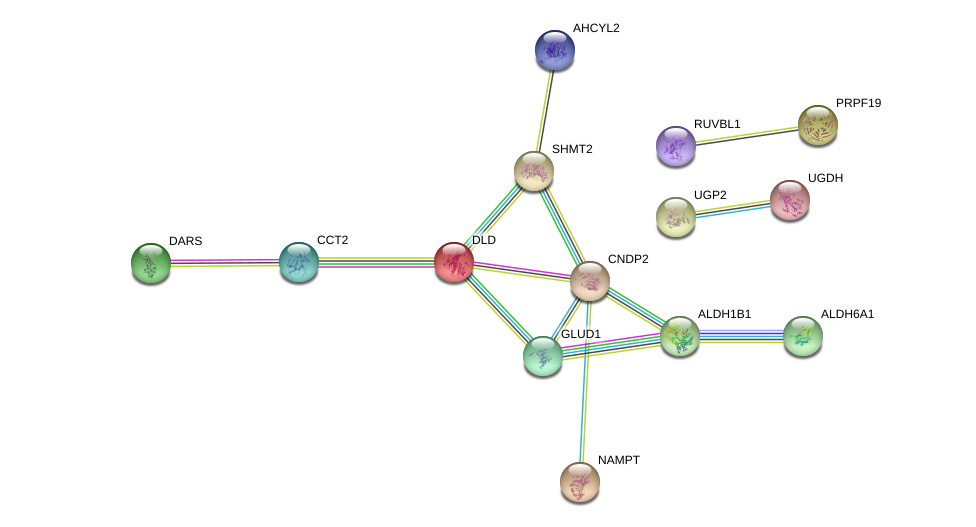 AHCYL2
PRPF19
RUVBL1
SHMT2
UGDH
UGP2
DARS
CCT2
DLD
CNDP2
ALDH1B1
ALDH6A1
GLUD1
NAMPT